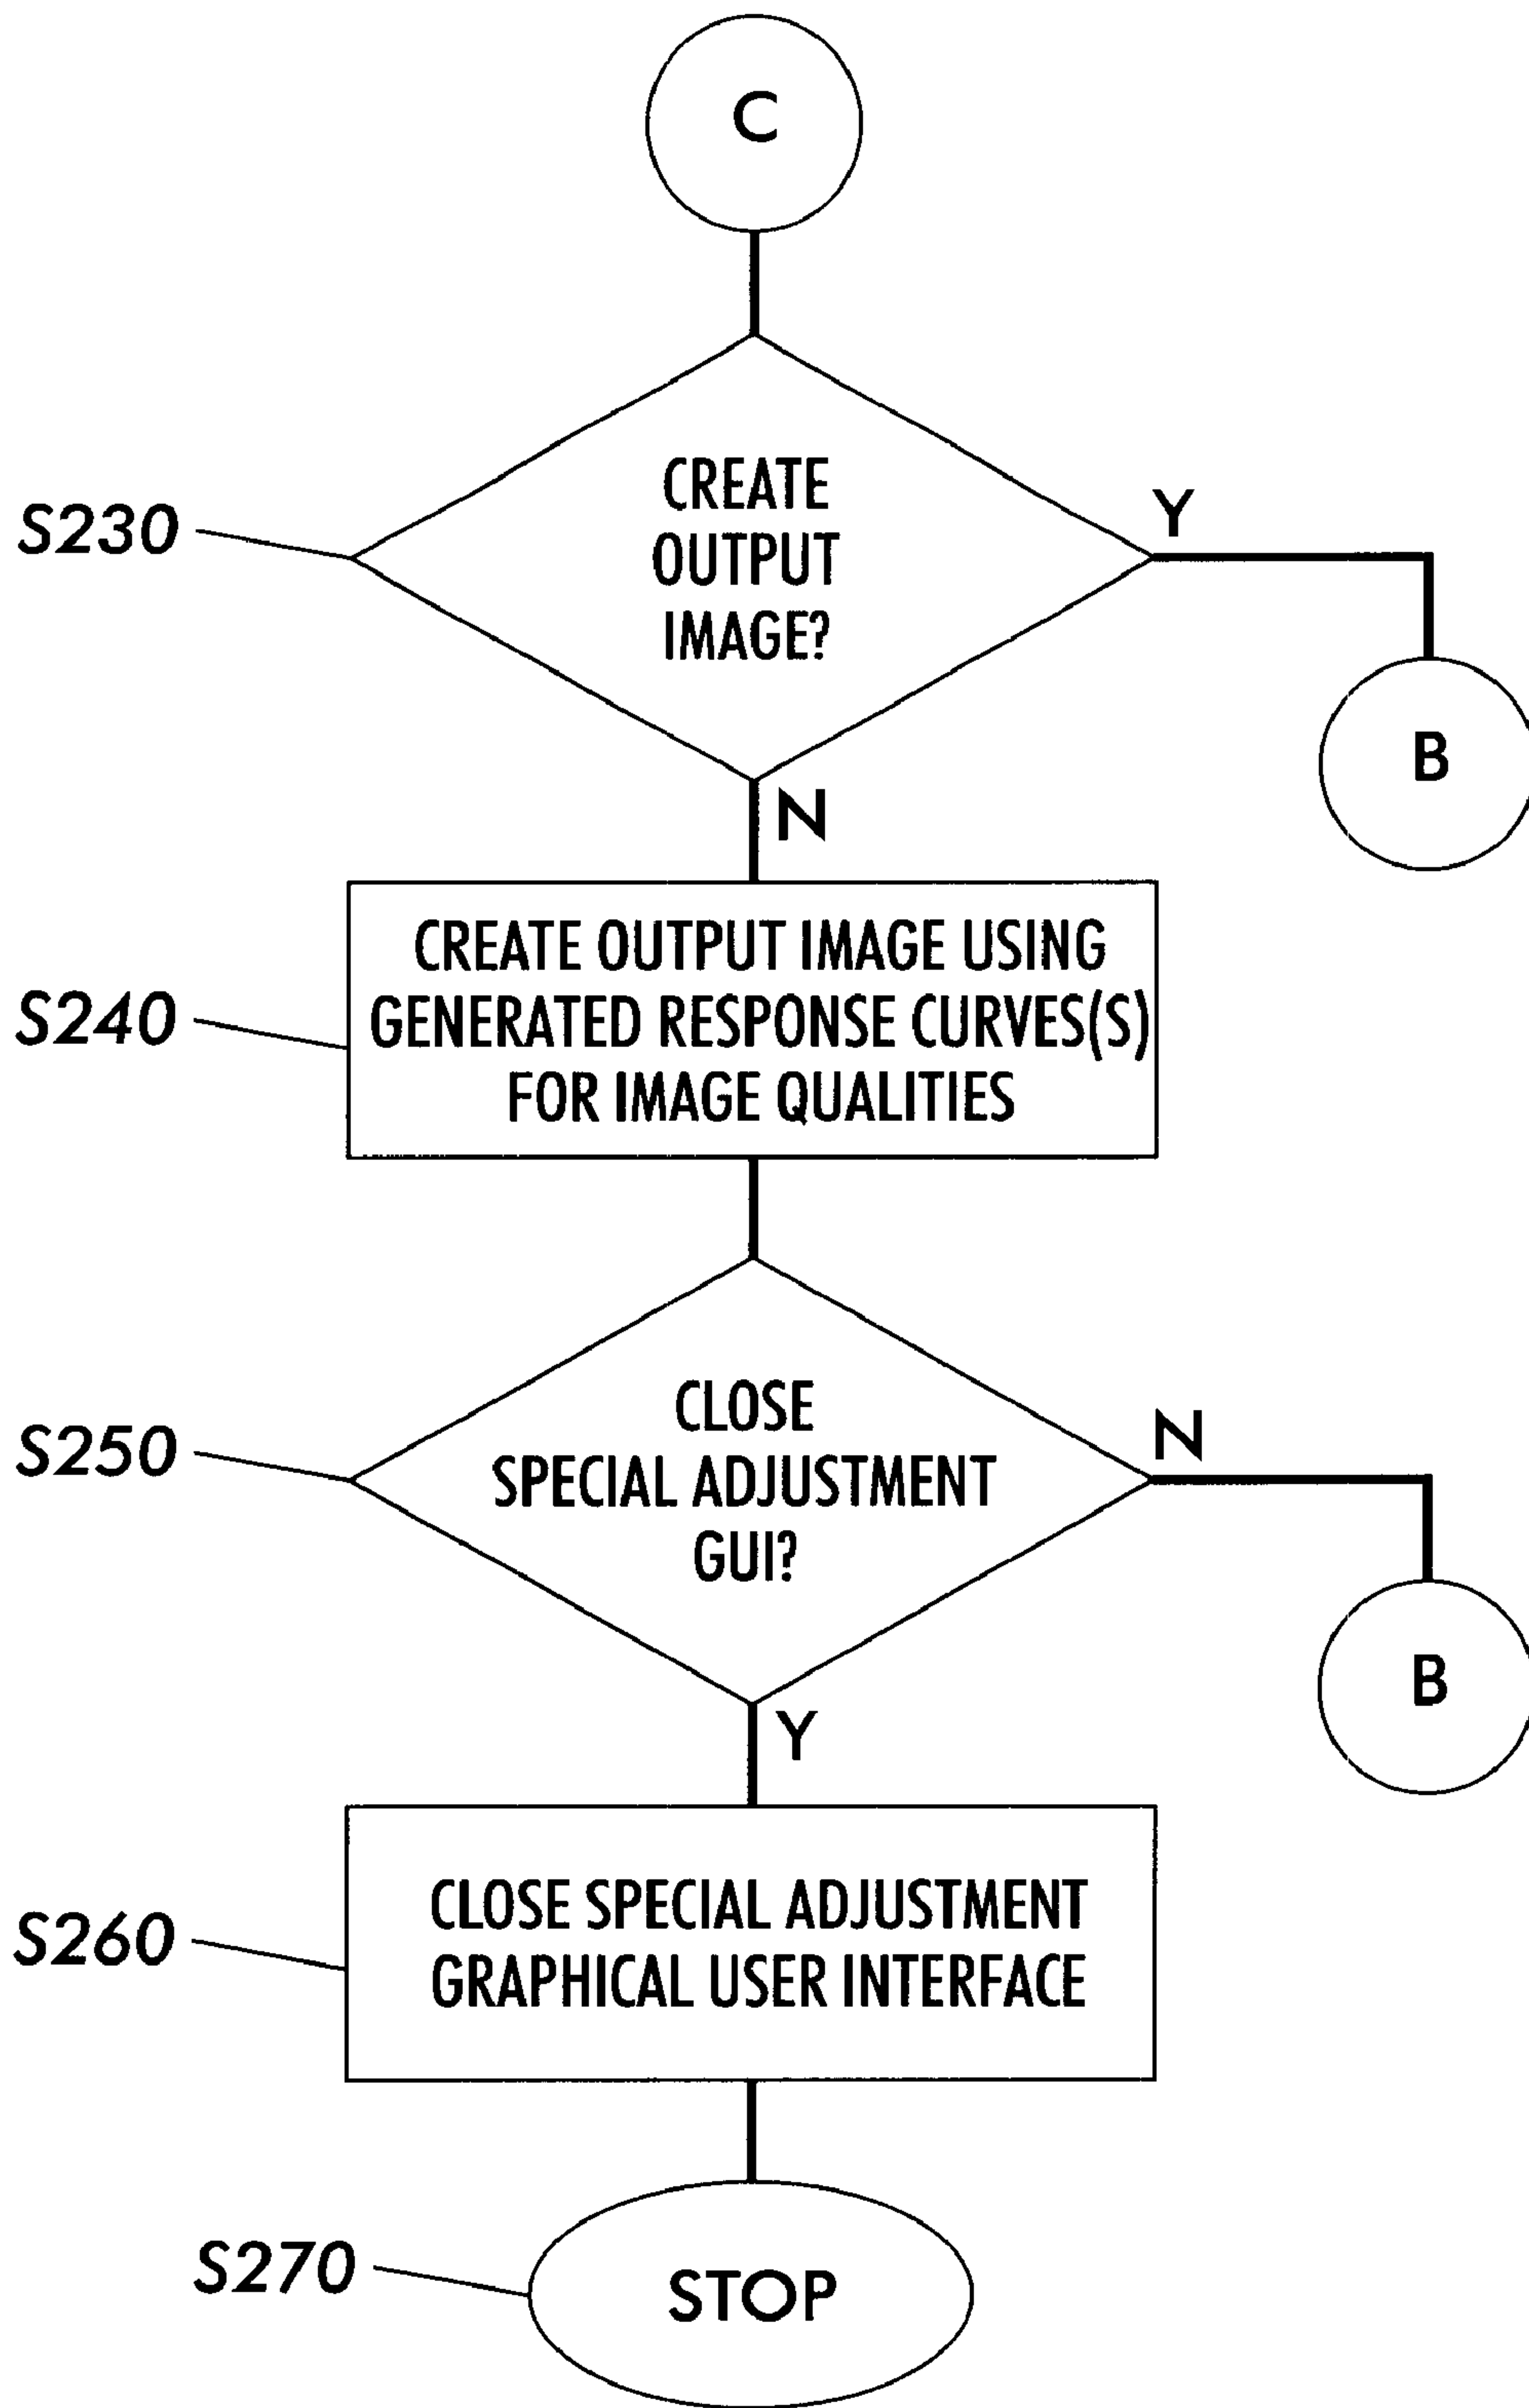 C
S230
CREATE
OUTPUT
IMAGE?
Y
B
N
S240
CREATE OUTPUT IMAGE USING
GENERATED RESPONSE CURVES(S)
FOR IMAGE QUALITIES
S250
CLOSE
SPECIAL ADJUSTMENT
GUI?
N
B
Y
S260
CLOSE SPECIAL ADJUSTMENT
GRAPHICAL USER INTERFACE
S270
STOP